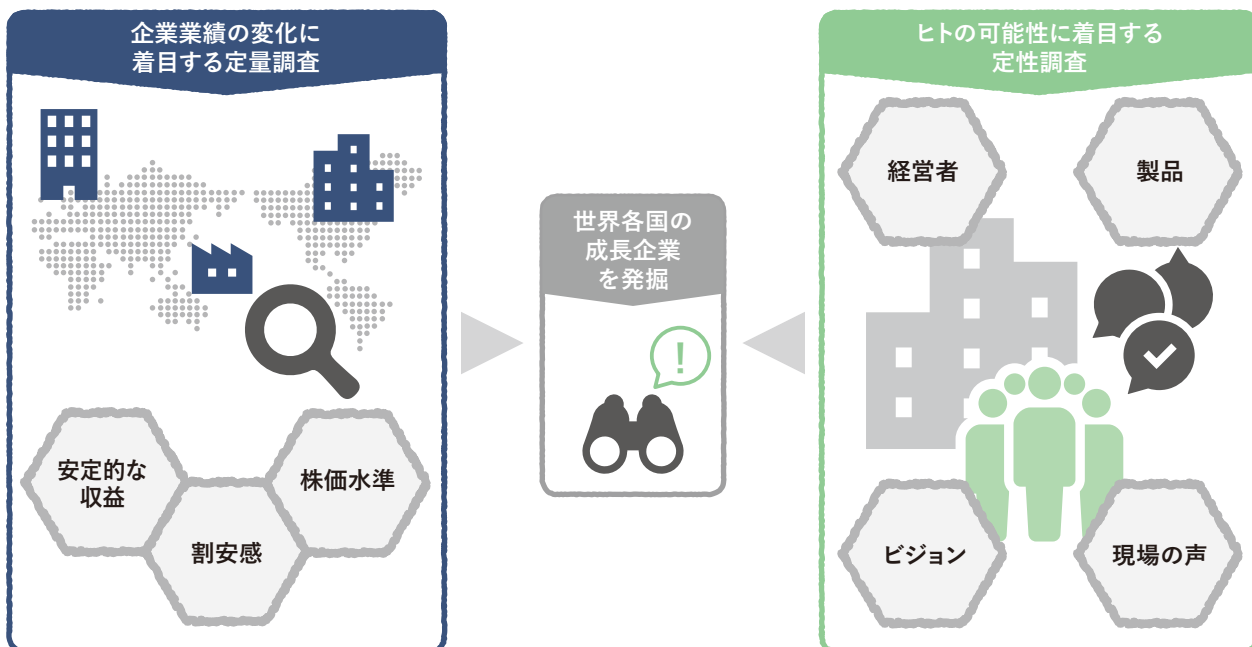 企業業績の変化に
着目する定量調査
安定的な
収益
割安感
株価水準
世界各国の
成長企業
を発掘
!
ヒトの可能性に着目する
定性調査
経営者
製品
ビジョン
現場の声